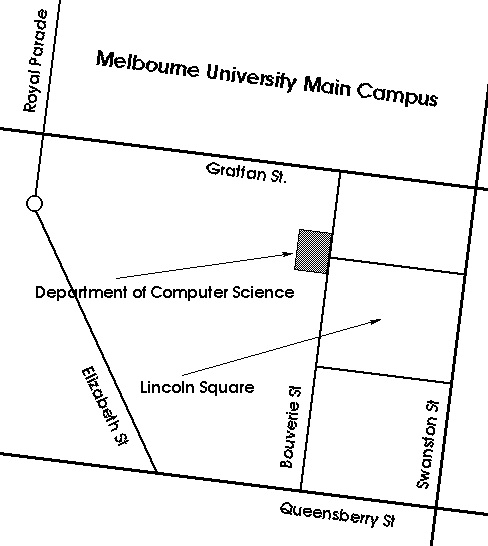 Royal Parade
Melbourne University Main Campus
Grattan St.
Department of Computer Science
Lincoln Square
Elizabeth St
Bouverie St
Swanston St
Queensberry St